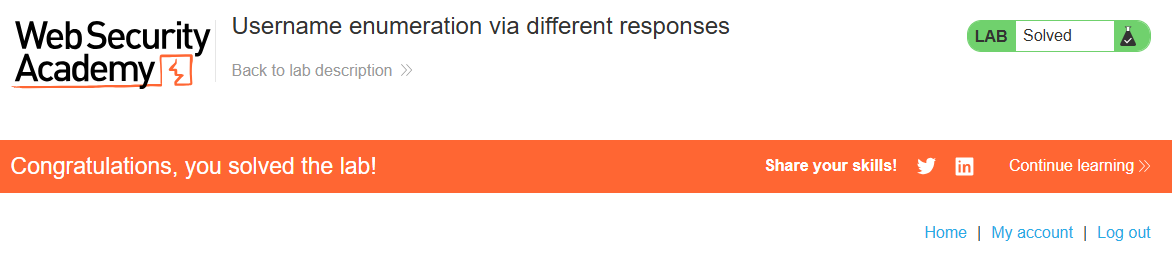 Web Security
Academy
Username enumeration via different responses
Back to lab description
LAB Solved
Congratulations, you solved the lab!
Share your skills!
Continue learning
Home | My account | Log out